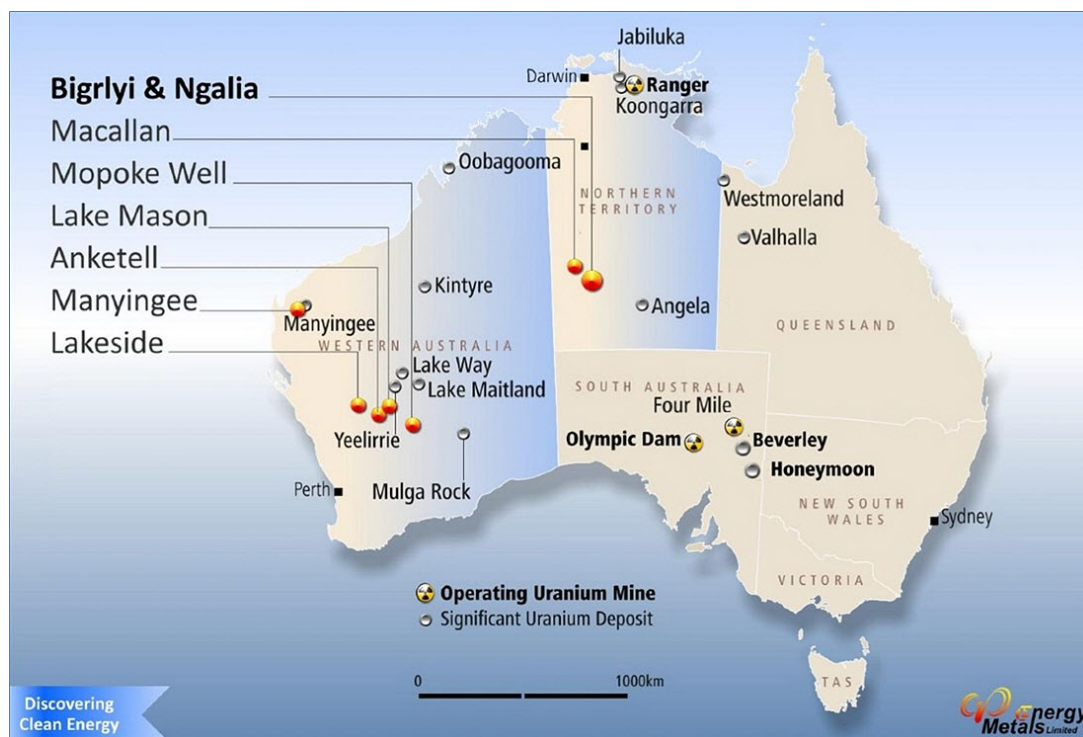 Bigrlyi & Ngalia
Macallan
Mopoke Well
Lake Mason
Anketell
Manyingee
Lakeside
Jabiluka
Darwin
Ranger
Koongarra
Oobagooma
NORTHERN
TERRITORY
Westmoreland
Valhalla
Kintyre
Angela
Manyingee
WESTERN AUSTRALIA
QUEENSLAND
Lake Way
Lake Maitland
SOUTH AUSTRALIA
Four Mile
Yeelirrie
Olympic Dam
Beverley
Honeymoon
Perth
Mulga Rock
NEW SOUTH
WALES
Sydney
VICTORIA
Operating Uranium Mine
Significant Uranium Deposit
0 1000km
TAS
Discovering
Clean Energy
Energy
Metals Limited